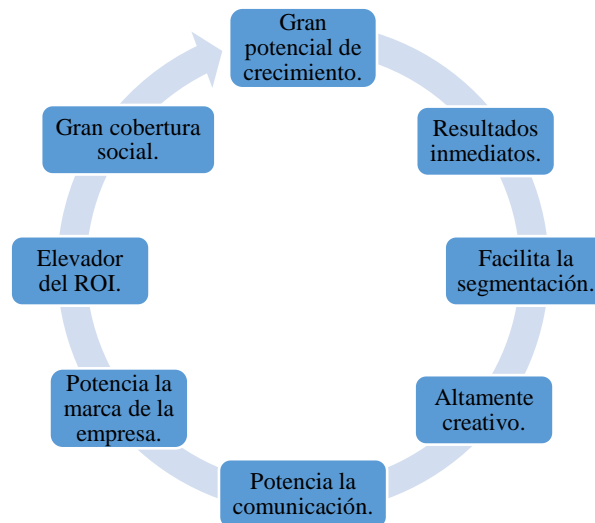 Gran
potencial de
crecimiento.
Resultados
inmediatos.
Facilita la
segmentación.
Altamente
creativo.
Potencia la
comunicación.
Potencia la
marca de la
empresa.
Elevador
del ROI.
Gran cobertura
social.